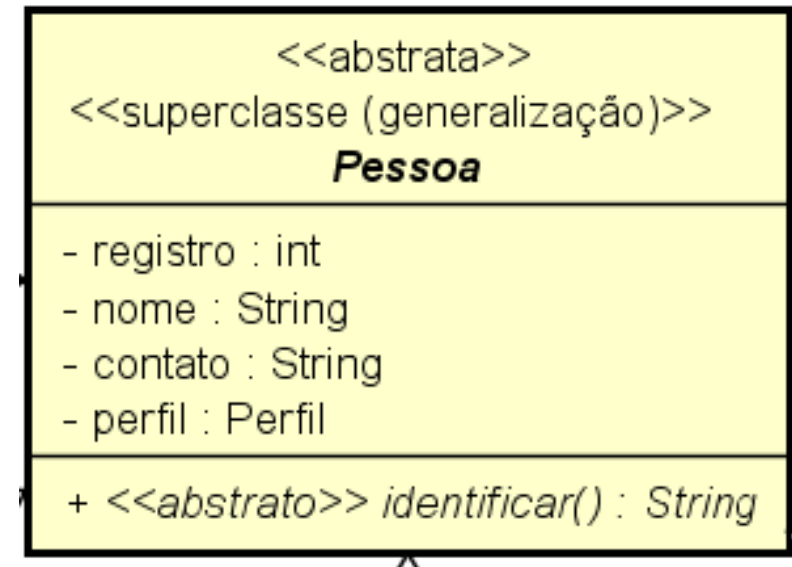 <<abstrata>>
<<superclasse (generalização)>>
Pessoa
- registro : int
- nome : String
- contato : String
- perfil : Perfil
+ <<abstrato>> identificar() : String